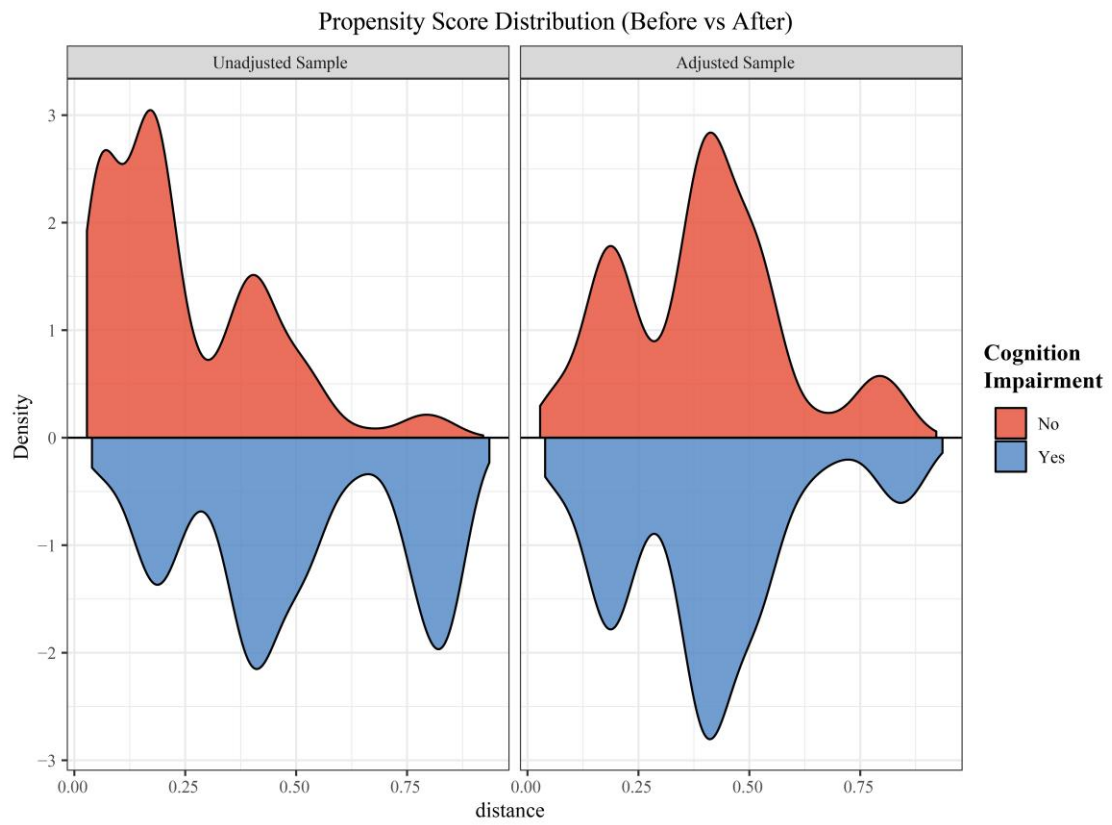 Propensity Score Distribution (Before vs After)
Unadjusted Sample
Adjusted Sample
3
2
1
0
−1
−2
−3
Density
0.00
0.25
0.50
0.75
0.00
0.25
0.50
0.75
distance
Cognition
Impairment
No
Yes